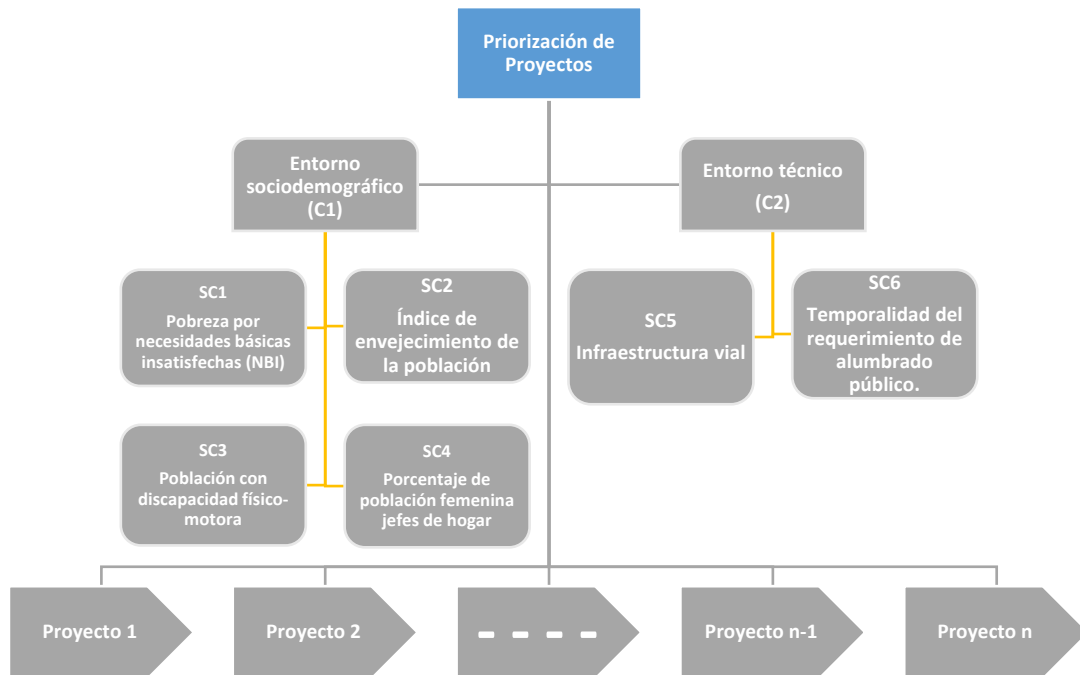 Priorización de
Proyectos
Entorno
sociodemográfico
(C1)
Entorno técnico
(C2)
SC1
Pobreza por
necesidades básicas
insatisfechas (NBI)
SC2
Índice de
envejecimiento de
la población
SC5
Infraestructura vial
SC6
Temporalidad del
requerimiento de
alumbrado
público.
SC3
Población con
discapacidad físico-
motora
SC4
Porcentaje de
población femenina
jefes de hogar
Proyecto 1
Proyecto 2
- - - -
Proyecto n-1
Proyecto n